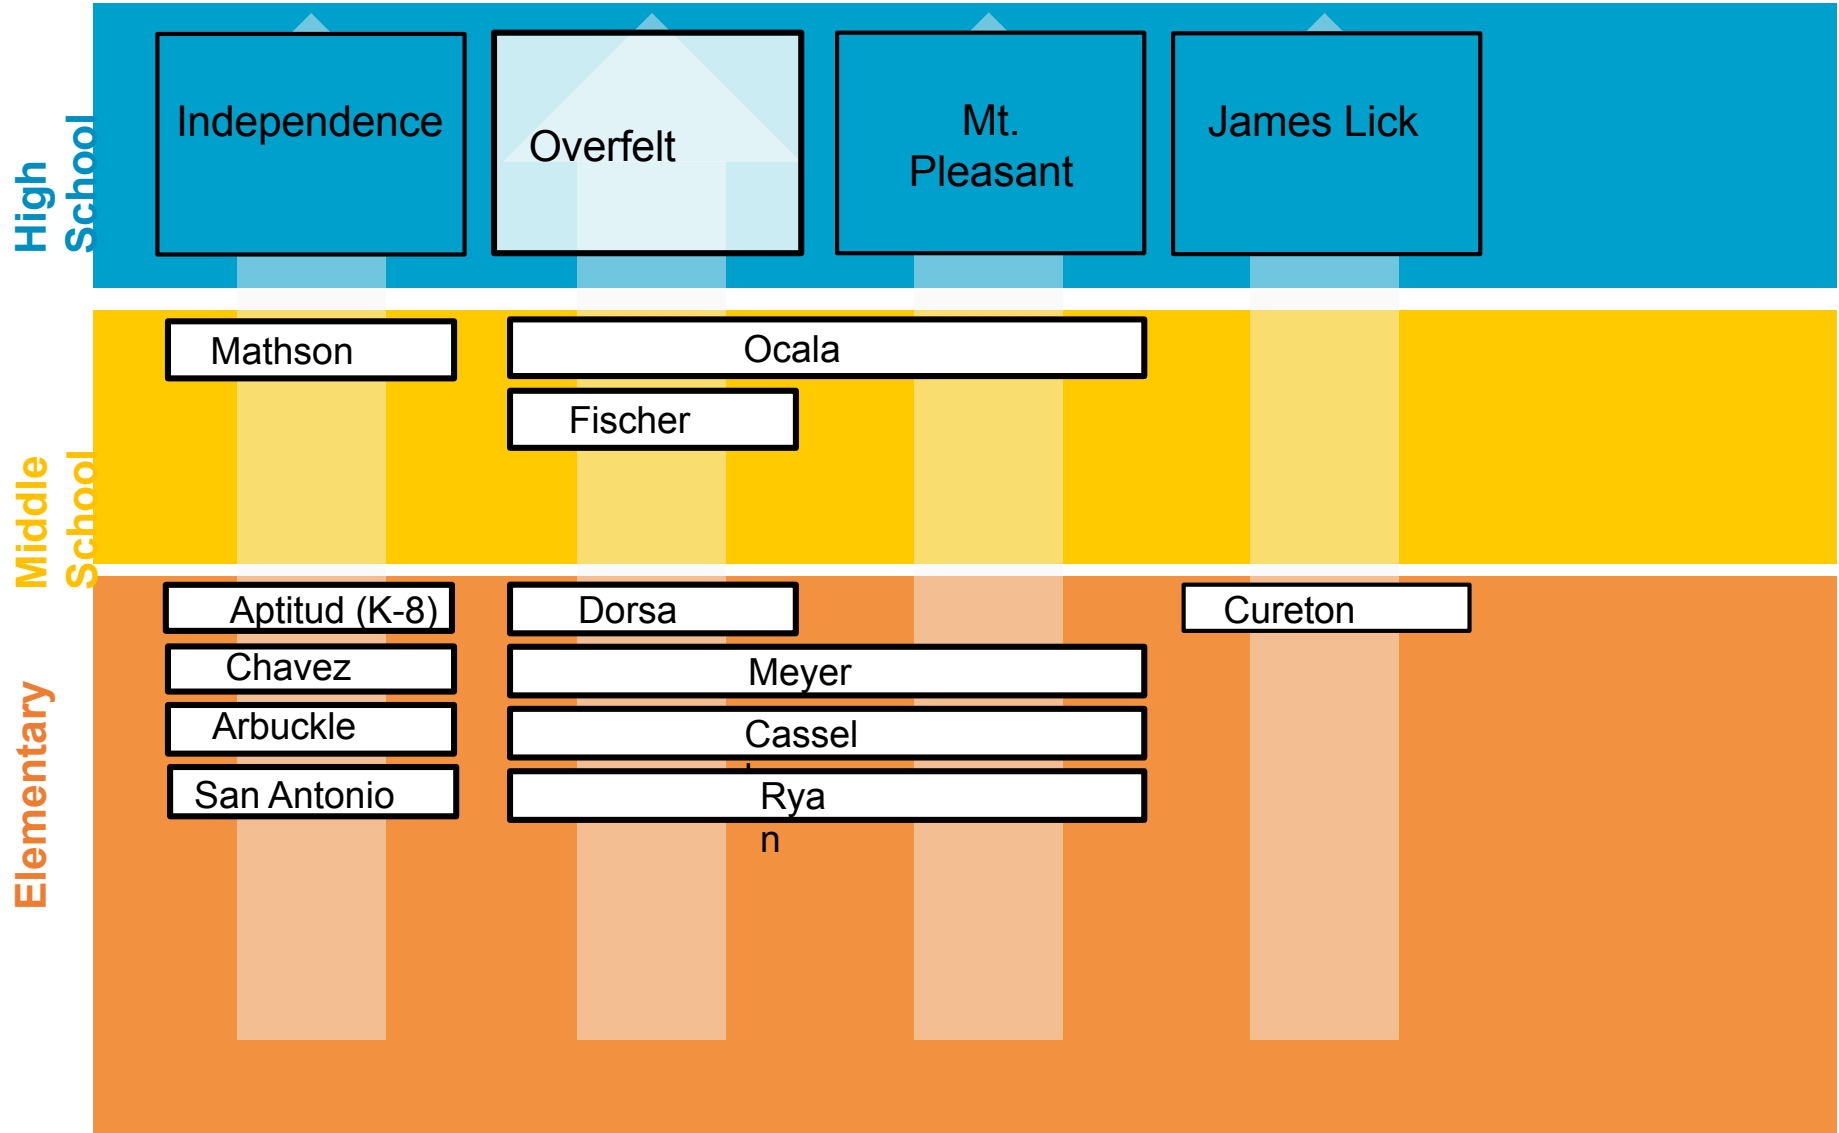 High
School
Independence
Overfelt
Mt.
Pleasant
James Lick
Middle
School
Mathson
Ocala
Fischer
Elementary
Aptitud (K-8)
Dorsa
Cureton
Chavez
Meyer
Arbuckle
Cassel
San Antonio
Rya
n